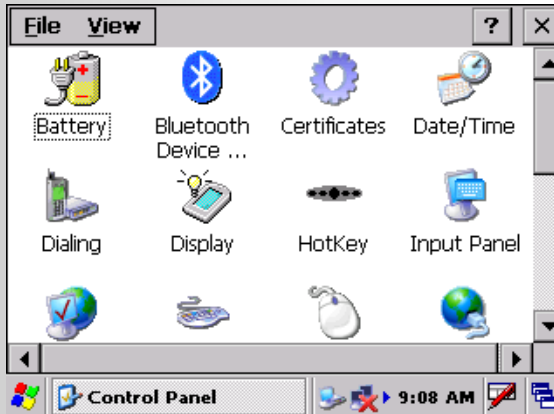 File View ? ×
Battery Bluetooth Device ... Certificates Date/Time
Dialing Display HotKey Input Panel
Control Panel 9:08 AM